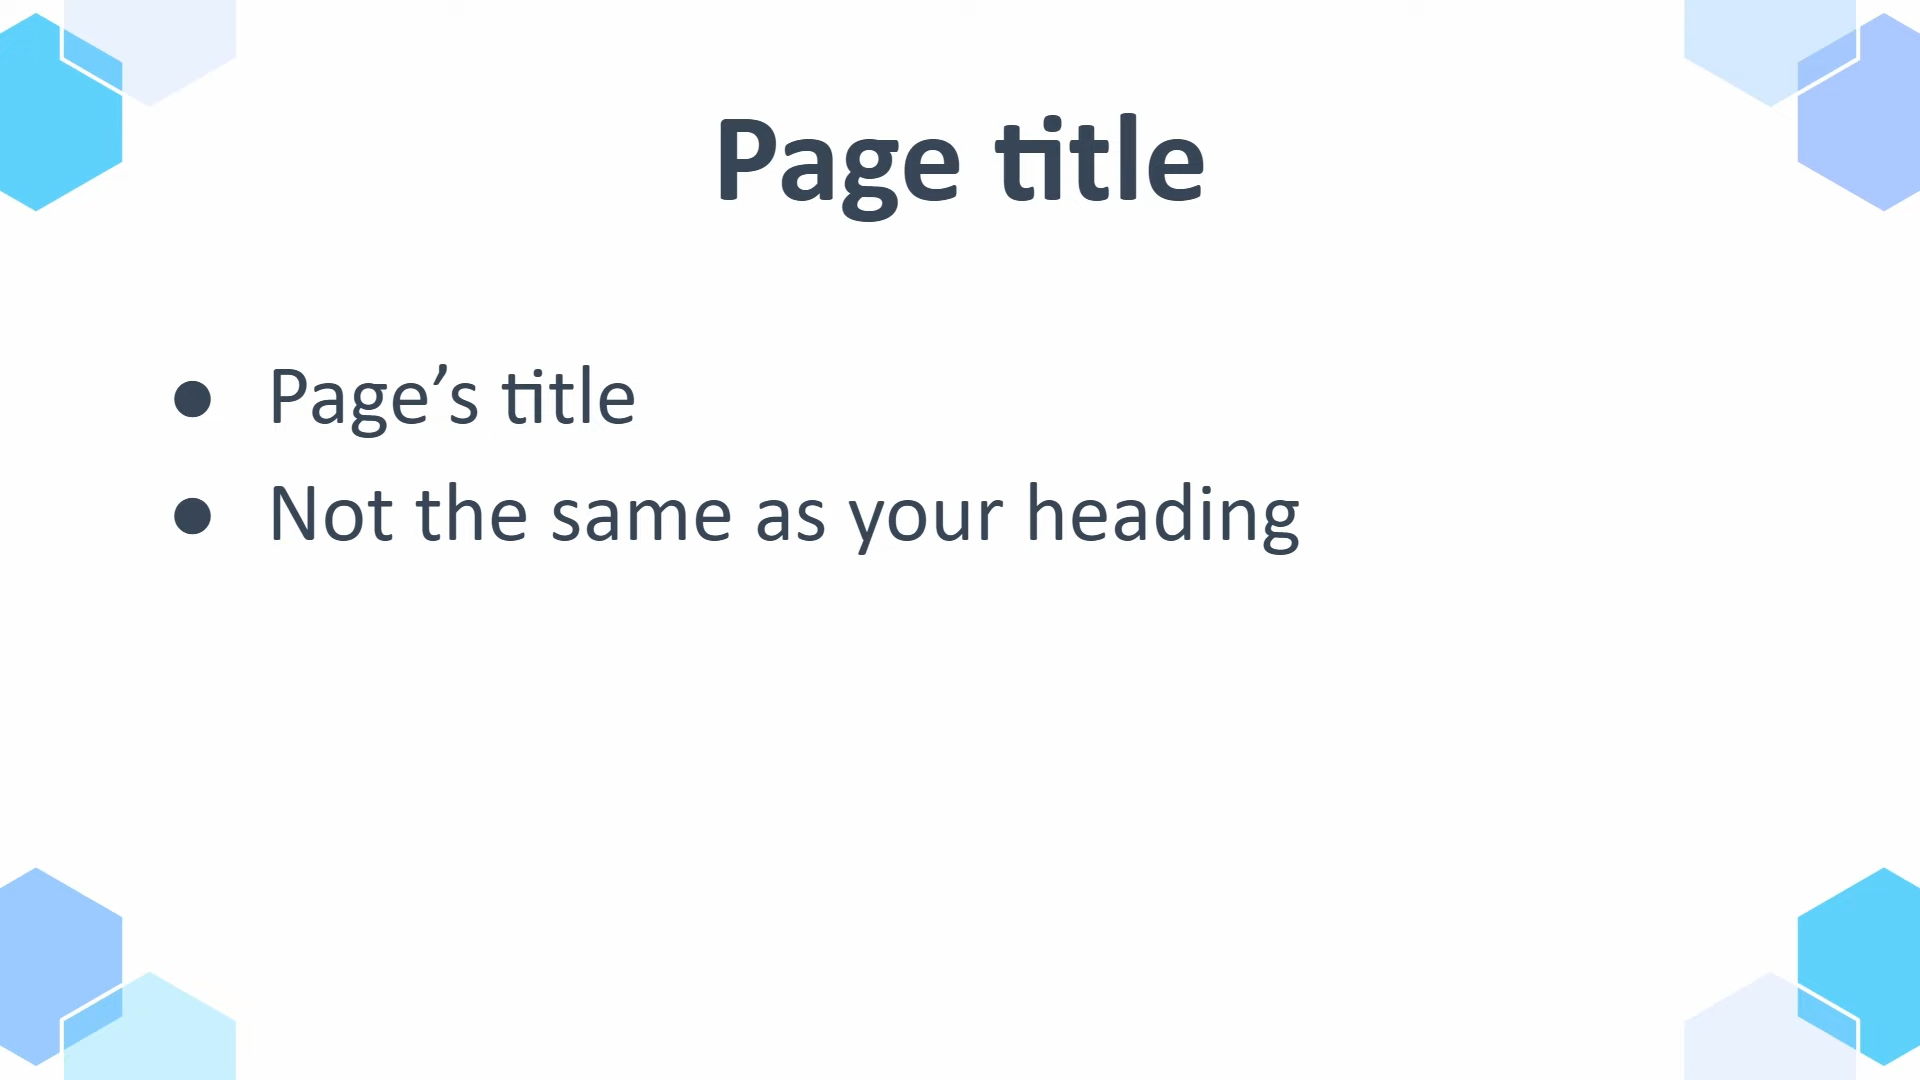 Page title
● Page’s title
● Not the same as your heading